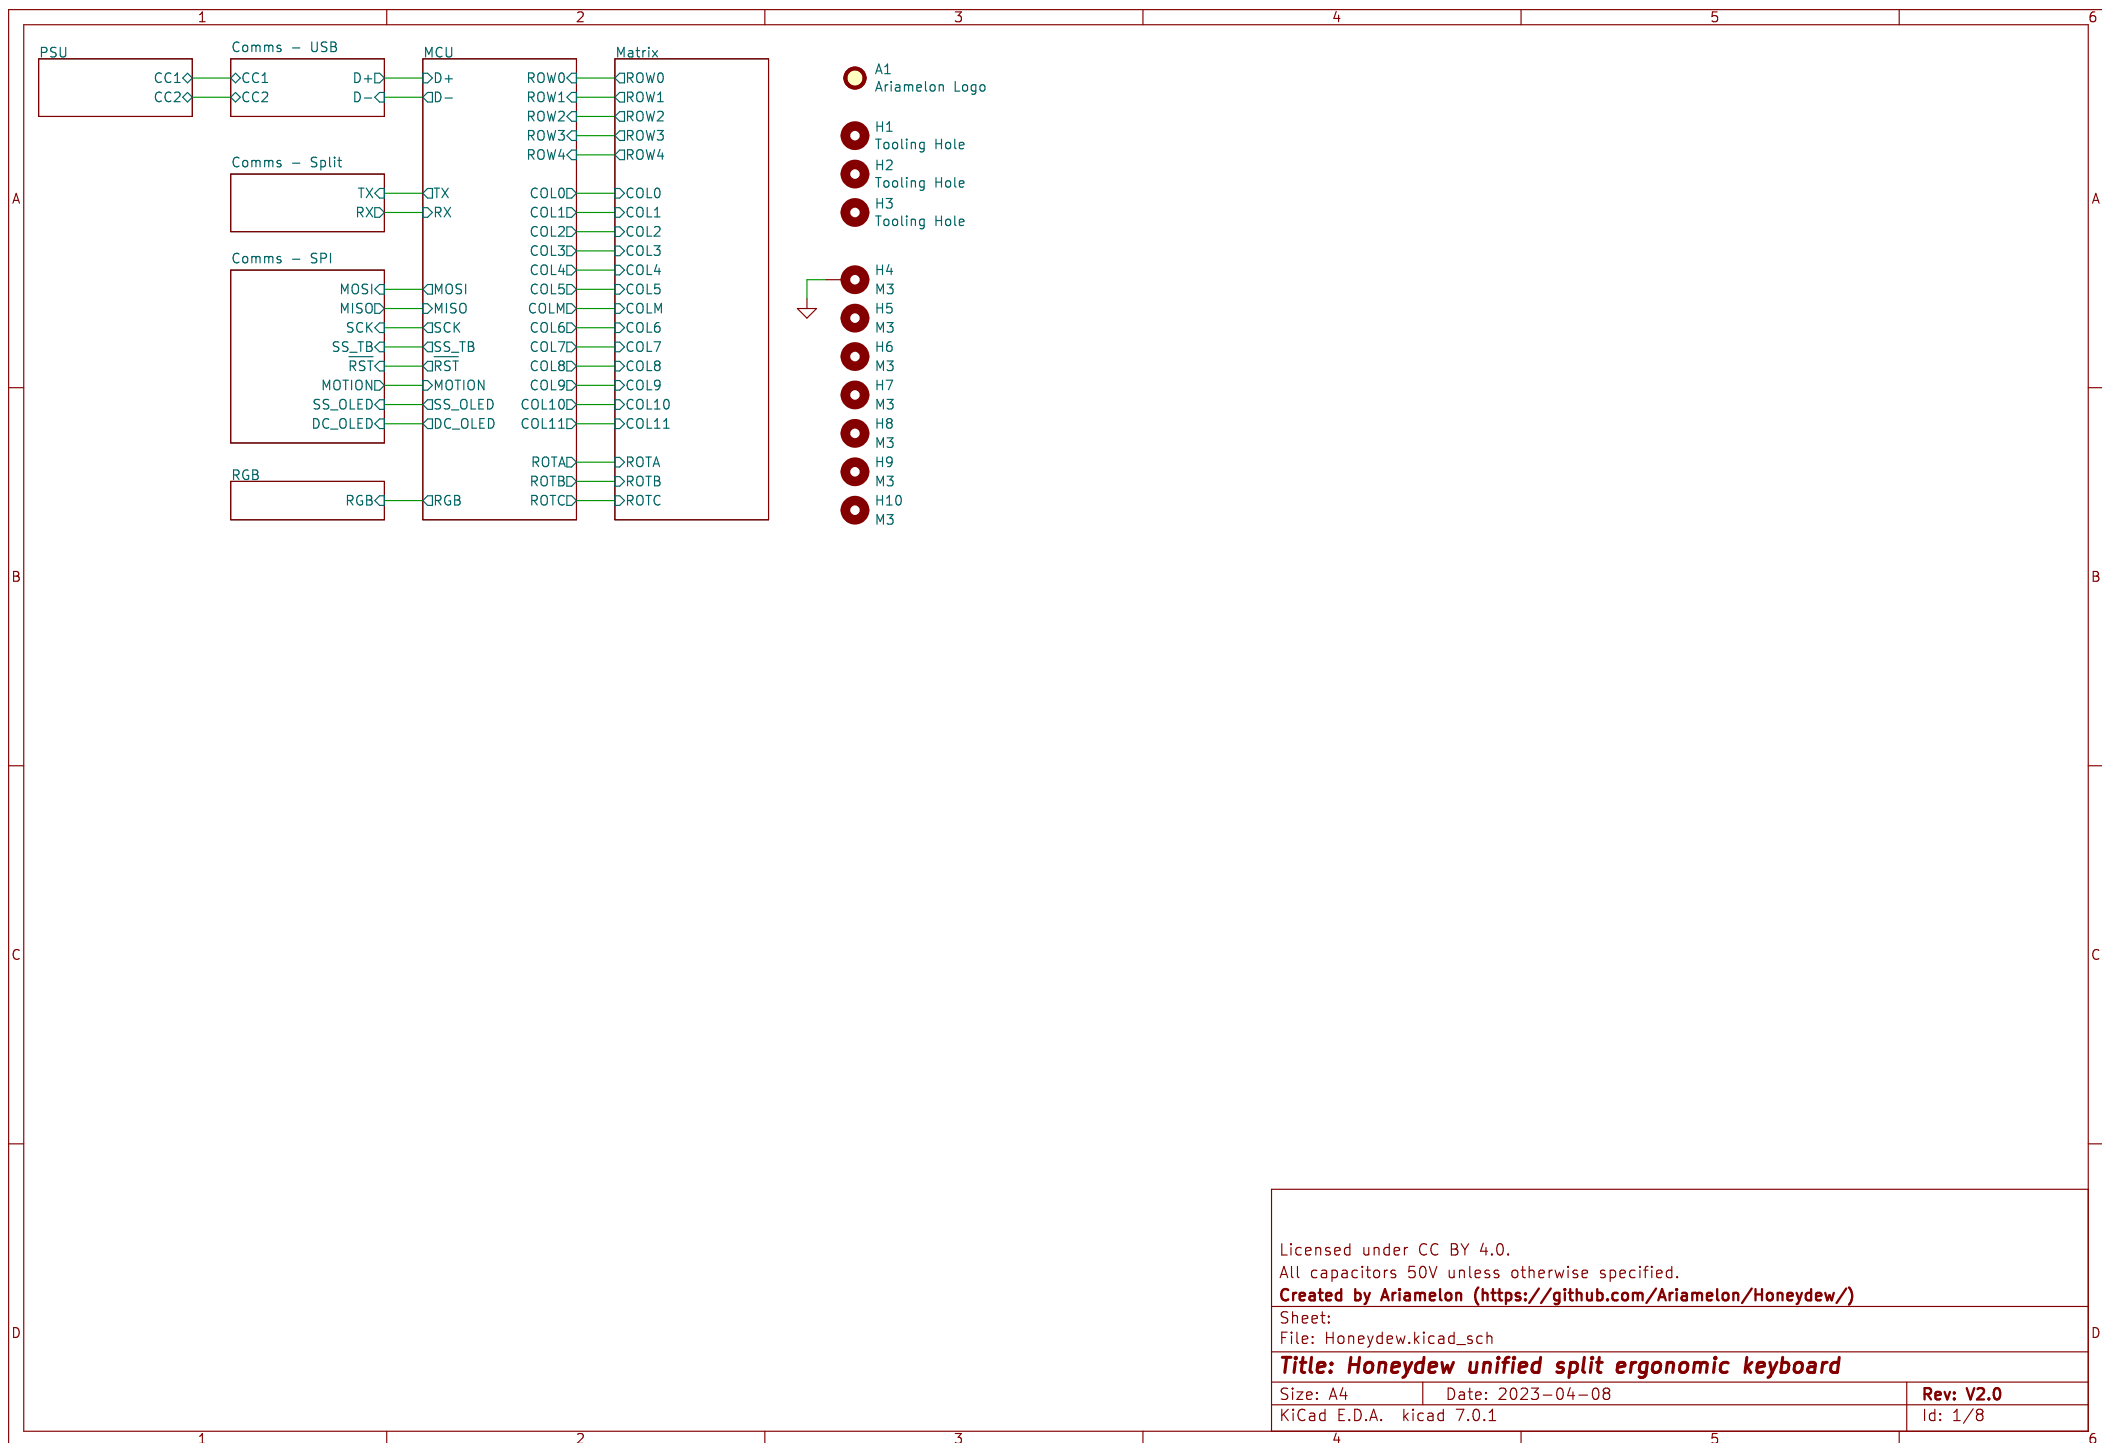 1 2 3 4 5 6
PSU
CC1 CC2
Comms - USB
CC1 D+
CC2 D-
Comms - Split
TX
RX
Comms - SPI
MOSI
MISO
SCK
SS_TB
RST
MOTION
SS_OLED
DC_OLED
RGB
RGB
MCU
D+ ROW0
D- ROW1
ROW2
ROW3
ROW4
TX COL0
RX COL1
COL2
COL3
COL4
MOSI COL5
MISO COLM
SCK COL6
SS_TB COL7
RST COL8
MOTION COL9
SS_OLED COL10
DC_OLED COL11
ROTA
ROTB
RGB ROTC
Matrix
ROW0
ROW1
ROW2
ROW3
ROW4
COL0
COL1
COL2
COL3
COL4
COL5
COLM
COL6
COL7
COL8
COL9
COL10
COL11
ROTA
ROTB
ROTC
A1
Ariamelon Logo
H1
Tooling Hole
H2
Tooling Hole
H3
Tooling Hole
H4
M3
H5
M3
H6
M3
H7
M3
H8
M3
H9
M3
H10
M3
A A
B B
C C
D D
Licensed under CC BY 4.0.
All capacitors 50V unless otherwise specified.
Created by Ariamelon (https://github.com/Ariamelon/Honeydew/)
Sheet:
File: Honeydew.kicad_sch
Title: Honeydew unified split ergonomic keyboard
Size: A4 Date: 2023-04-08 Rev: V2.0
KiCad E.D.A. kicad 7.0.1 Id: 1/8
1 2 3 4 5 6